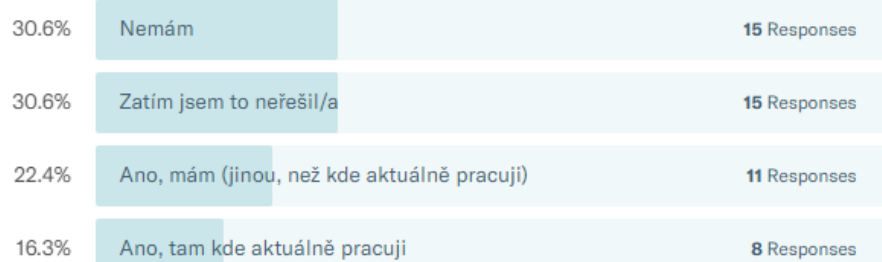 30.6% Nemám 15 Responses
30.6% Zatím jsem to neřešil/a 15 Responses
22.4% Ano, mám (jinou, než kde aktuálně pracuji) 11 Responses
16.3% Ano, tam kde aktuálně pracuji 8 Responses